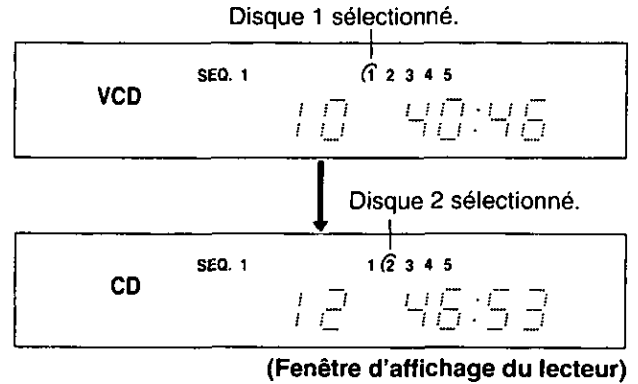 Disque 1 sélectionné.
SEQ. 1 1 2 3 4 5
VCD
10 40:46
Disque 2 sélectionné.
SEQ. 1 1 2 3 4 5
CD
12 46:53
(Fenêtre d'affichage du lecteur)